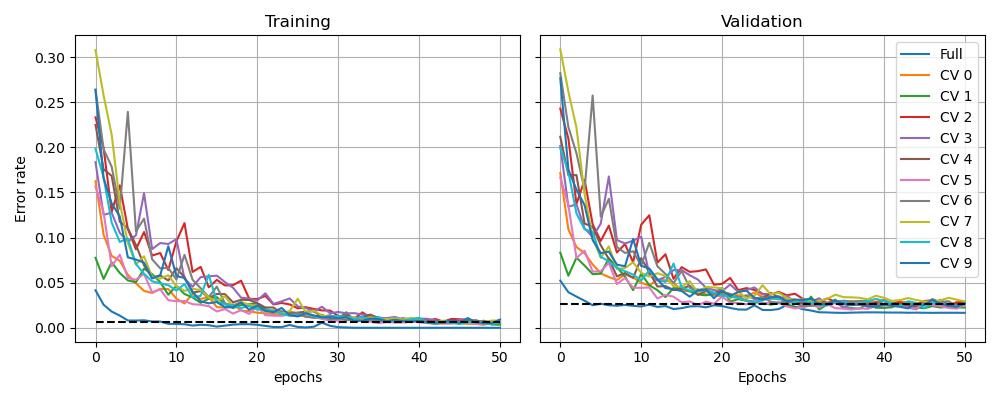 Training
Validation
0.30
0.25
0.20
0.15
0.10
0.05
0.00
Error rate
0 10 20 30 40 50
epochs
0 10 20 30 40 50
Epochs
Full
CV 0
CV 1
CV 2
CV 3
CV 4
CV 5
CV 6
CV 7
CV 8
CV 9